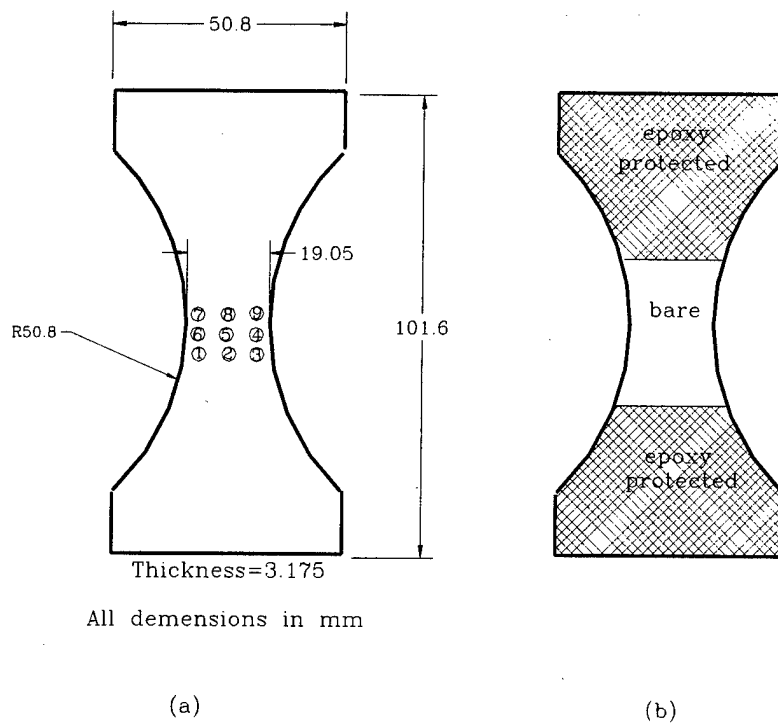 50.8
epoxy
protected
19.05
7 8 9
bare
6 5 4
R50.8
101.6
1 2 3
epoxy
protected
Thickness=3.175
All demensions in mm
(a)
(b)